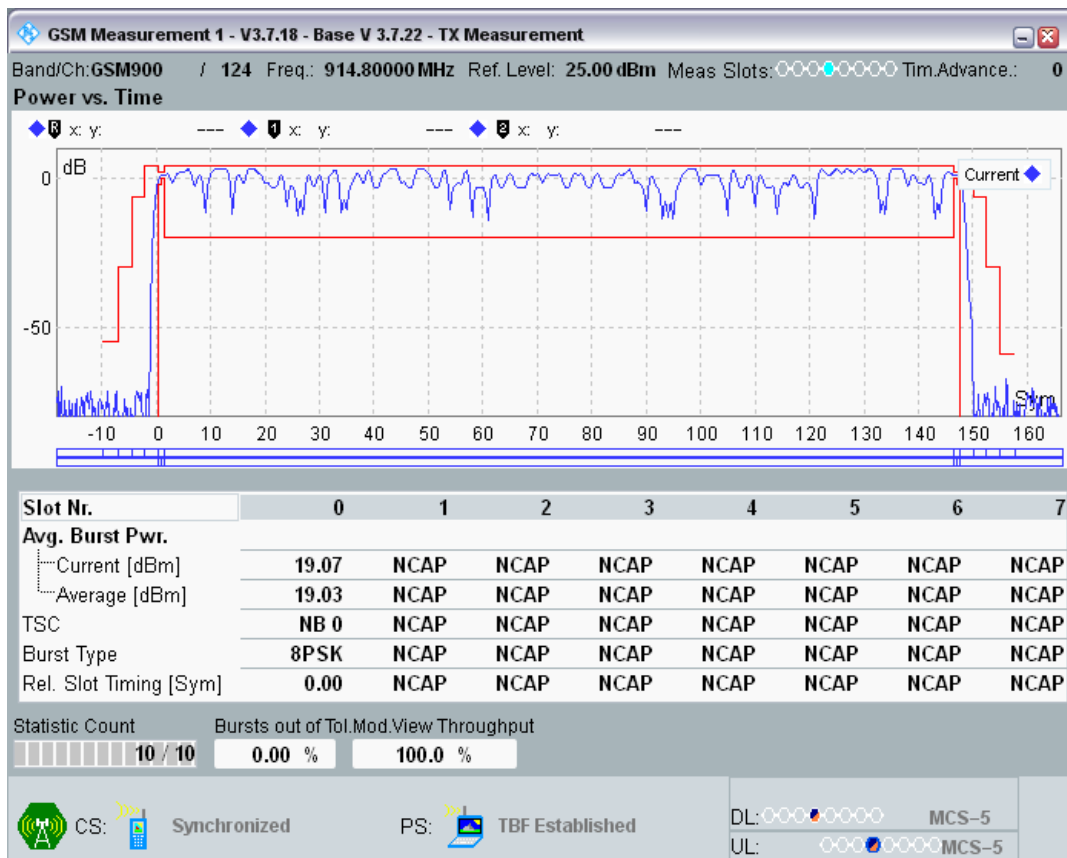 GSM Measurement 1 - V3.7.18 - Base V 3.7.22 - TX Measurement
Band/Ch:GSM900 / 124 Freq.: 914.80000 MHz Ref. Level: 25.00 dBm Meas Slots: Tim.Advance.: 0
Power vs. Time
R x: y: --- 1 x: y: --- 2 x: y: ---
dB
0
Current
-50
Sym
-10 0 10 20 30 40 50 60 70 80 90 100 110 120 130 140 150 160
Slot Nr. 0 1 2 3 4 5 6 7
Avg. Burst Pwr.
Current [dBm] 19.07 NCAP NCAP NCAP NCAP NCAP NCAP NCAP
Average [dBm] 19.03 NCAP NCAP NCAP NCAP NCAP NCAP NCAP
TSC NB 0 NCAP NCAP NCAP NCAP NCAP NCAP NCAP
Burst Type 8PSK NCAP NCAP NCAP NCAP NCAP NCAP NCAP
Rel. Slot Timing [Sym] 0.00 NCAP NCAP NCAP NCAP NCAP NCAP NCAP
Statistic Count Bursts out of Tol. Mod.View Throughput
10 / 10 0.00 % 100.0 %
CS: Synchronized PS: TBF Established DL: MCS-5
UL: MCS-5